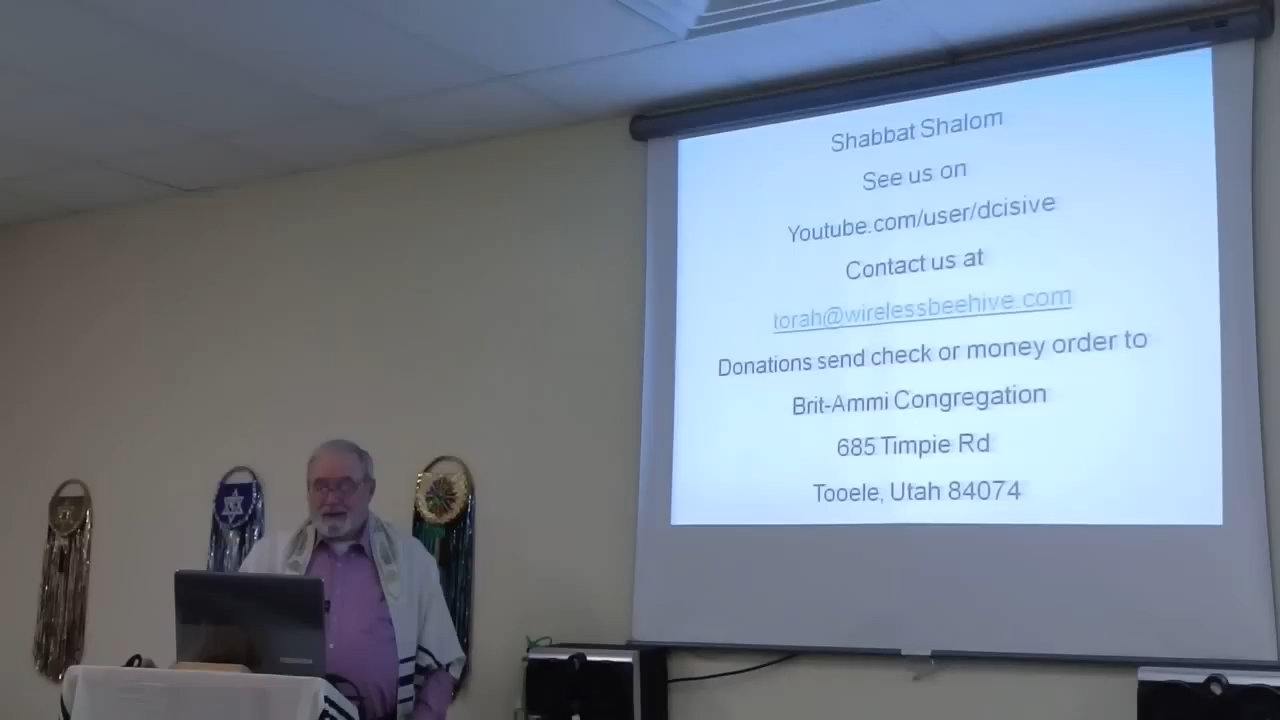 Shabbat Shalom
See us on
Youtube.com/user/dcisive
Contact us at
torah@wirelessbeehive.com
Donations send check or money order to
Brit-Ammi Congregation
685 Timpie Rd
Tooele, Utah 84074
TOSHIBA